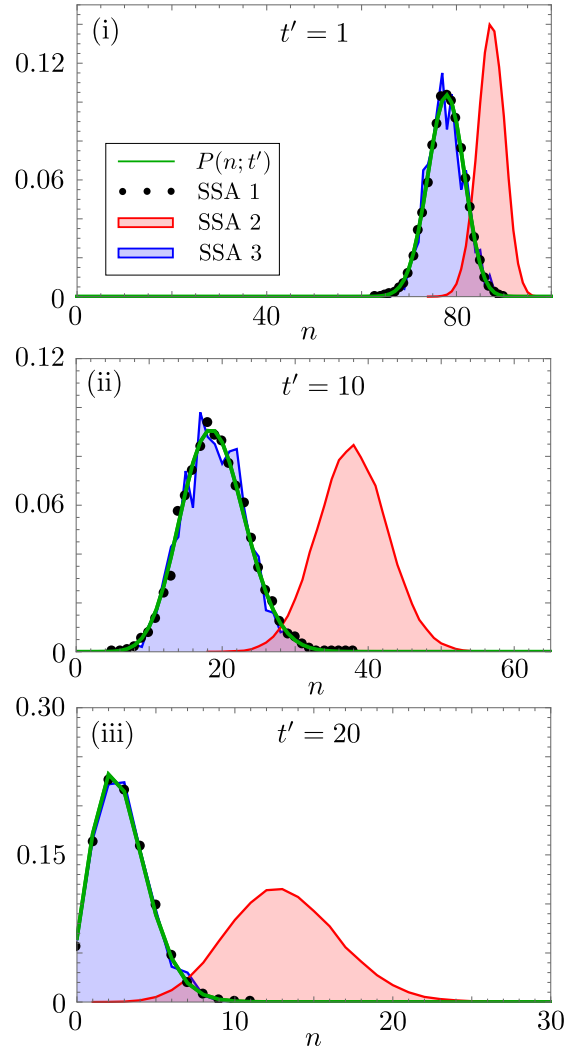 (i) t′ = 1
0.12
P(n; t′)
SSA 1
0.06
SSA 2
SSA 3
0
0 40 80
n
0.12
(ii) t′ = 10
0.06
0
0 20 40 60
n
0.30
(iii) t′ = 20
0.15
0
0 10 20 30
n